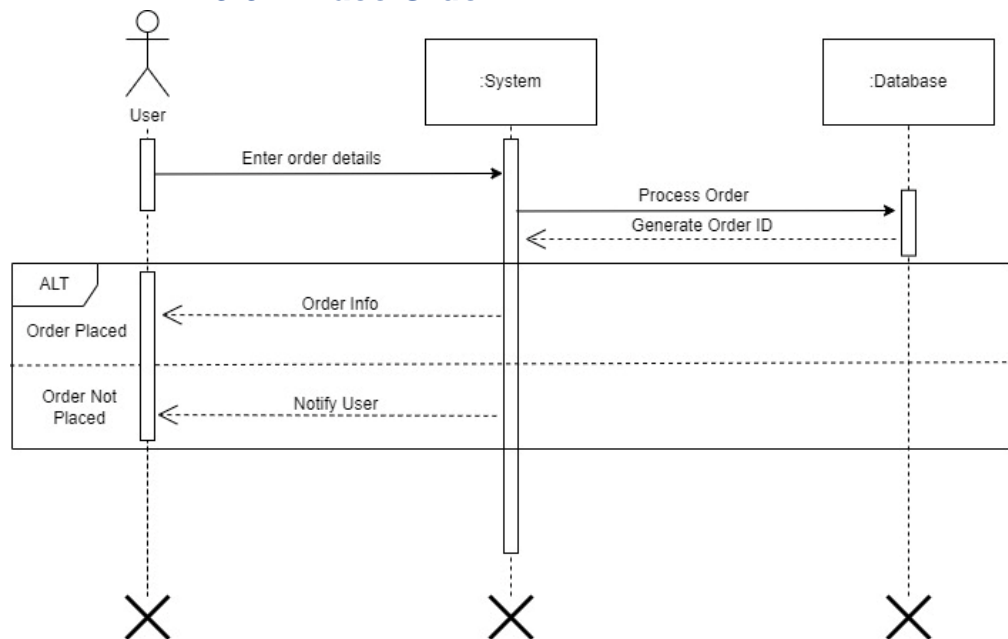 User
:System
:Database
Enter order details
Process Order
Generate Order ID
ALT
Order Info
Order Placed
Order Not
Placed
Notify User